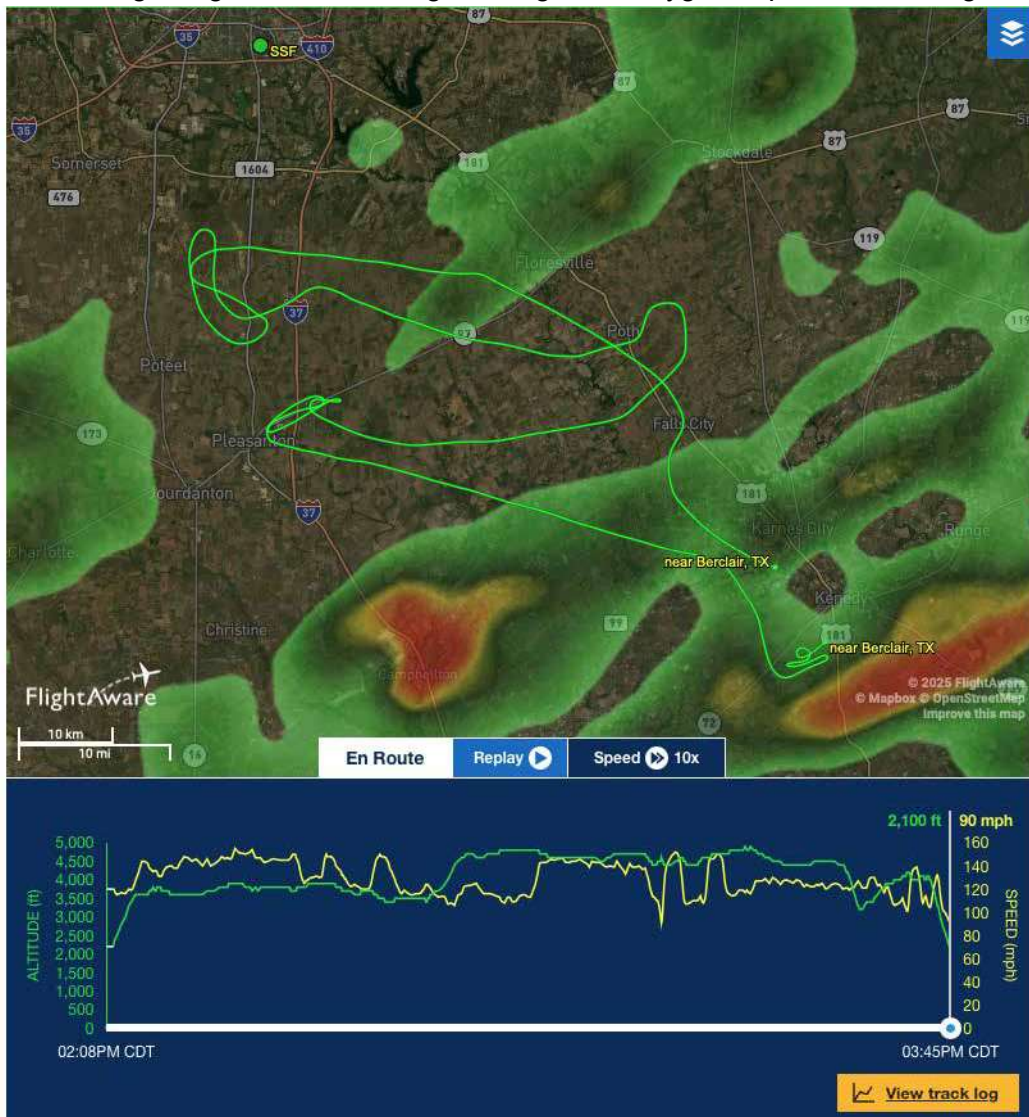 87
35
SSF
410
87
87
35
Stockdale
87
Somerset
181
1604
476
119
Floresville
37
119
97
Poth
Poteet
173
Falls City
Pleasanton
Jourdanton
181
37
Karnes City
Runge
Charlotte
near Berclair, TX
99
Kenedy
Christine
181
near Berclair, TX
Campbellton
FlightAware
© 2025 FlightAware
© Mapbox © OpenStreetMap
Improve this map
72
10 km
10 mi
16
En Route
Replay
Speed
10x
2,100 ft
90 mph
5,000
4,500
4,000
3,500
3,000
2,500
2,000
1,500
1,000
500
0
ALTITUDE (ft)
160
140
120
100
80
60
40
20
0
SPEED (mph)
02:08PM CDT
03:45PM CDT
View track log